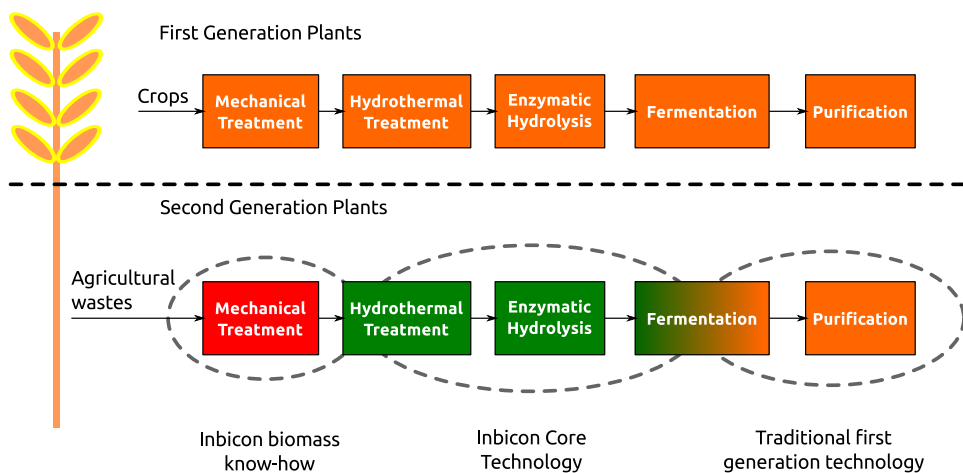 First Generation Plants
Crops
Mechanical
Treatment
Hydrothermal
Treatment
Enzymatic
Hydrolysis
Fermentation
Purification
Second Generation Plants
Agricultural
wastes
Mechanical
Treatment
Hydrothermal
Treatment
Enzymatic
Hydrolysis
Fermentation
Purification
Inbicon biomass
know-how
Inbicon Core
Technology
Traditional first
generation technology